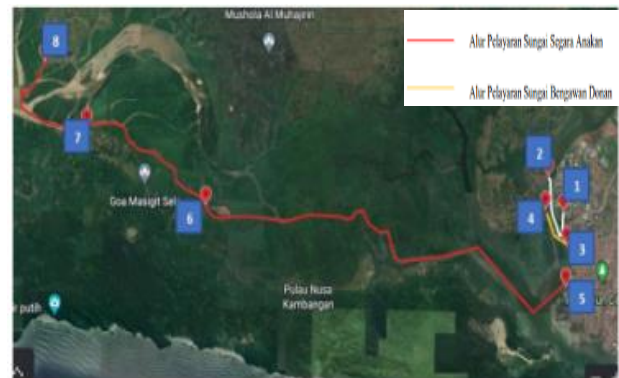 Mushola Al Muhajirin
Alur Pelayaran Sungai Segara Anakan
Alur Pelayaran Sungai Bengawan Donan
8
7
2
1
Goa Masigit Sel
4
6
3
5
Pulau Nusa
Kambangan
putih